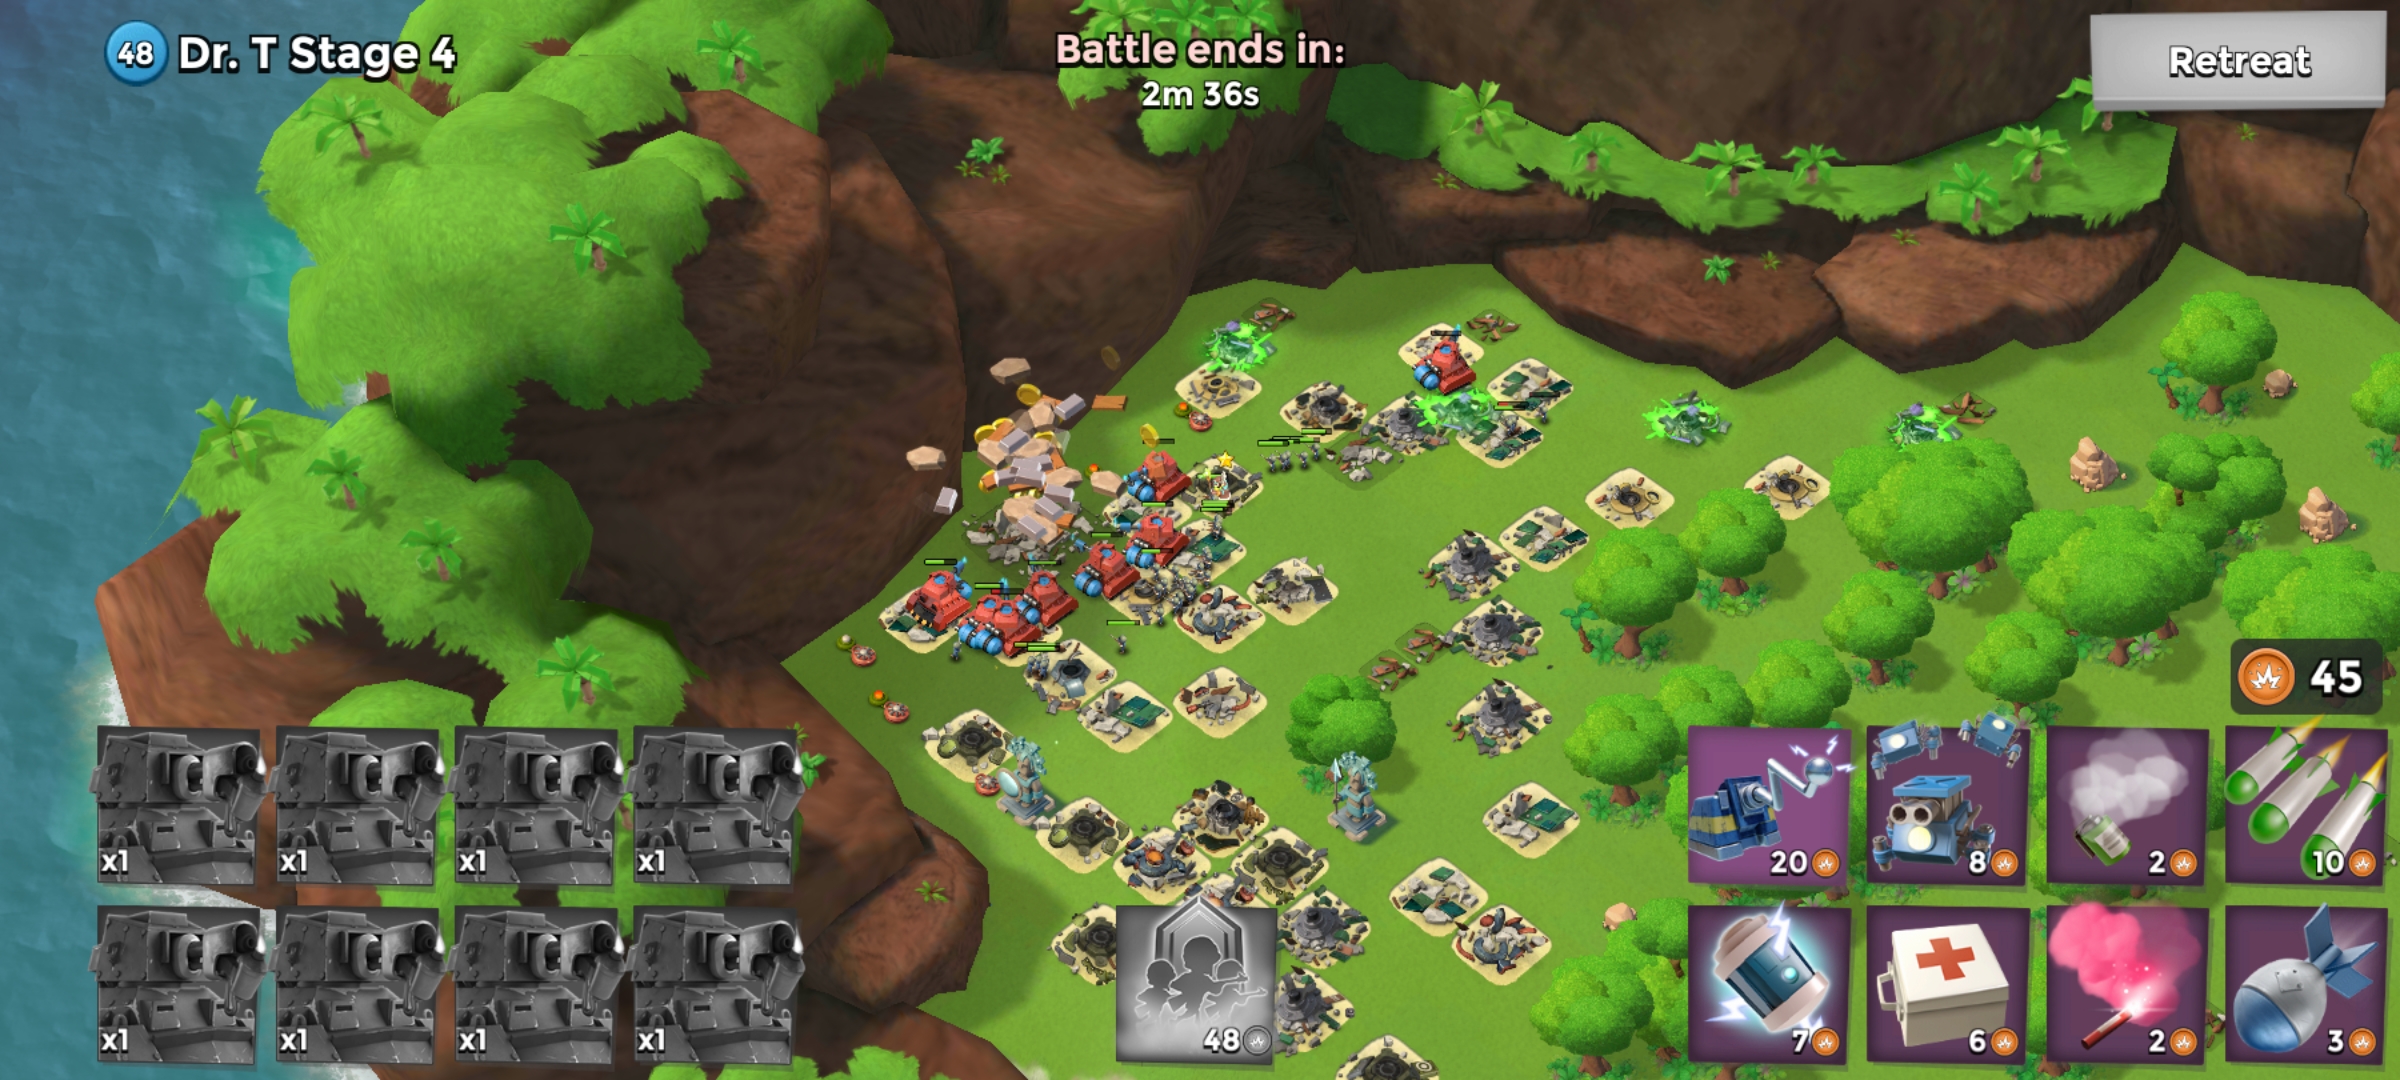 48 Dr. T Stage 4
Battle ends in:
2m 36s
Retreat
45
x1 x1 x1 x1
20 8 2 10
x1 x1 x1 x1
48
7 6 2 3